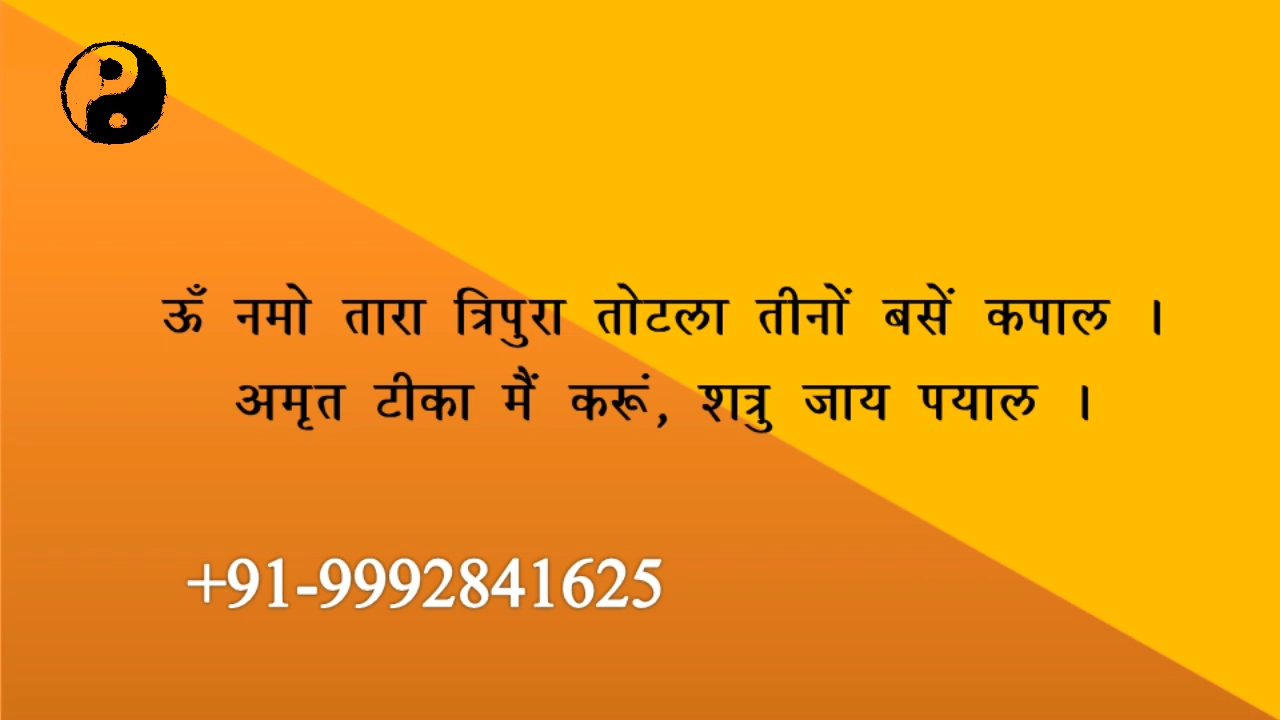 ऊँ नमो तारा त्रिपुरा तोटला तीनों बसें कपाल ।
अमृत टीका मैं करूं, शत्रु जाय पयाल ।
+91-9992841625